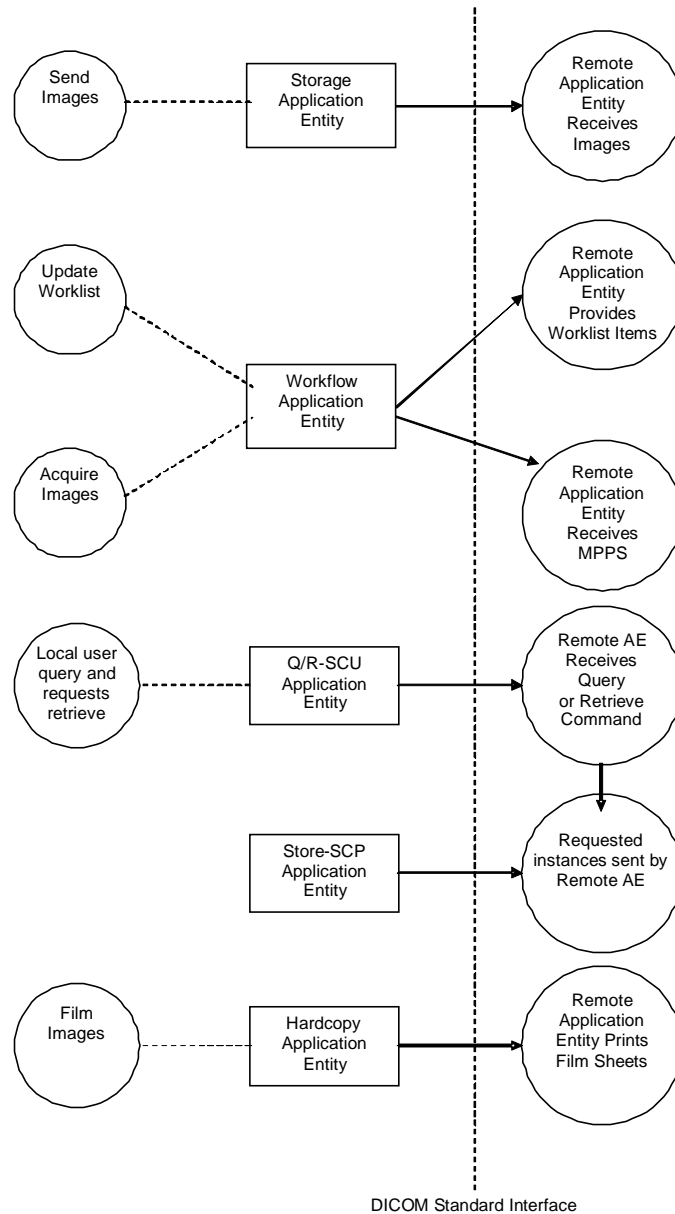 Send
Images
Storage
Application
Entity
Remote
Application
Entity
Receives
Images
Update
Worklist
Remote
Application
Entity
Provides
Worklist Items
Workflow
Application
Entity
Acquire
Images
Remote
Application
Entity
Receives
MPPS
Local user
query and
requests
retrieve
Q/R-SCU
Application
Entity
Remote AE
Receives
Query
or Retrieve
Command
Store-SCP
Application
Entity
Requested
instances sent by
Remote AE
Film
Images
Hardcopy
Application
Entity
Remote
Application
Entity Prints
Film Sheets
DICOM Standard Interface